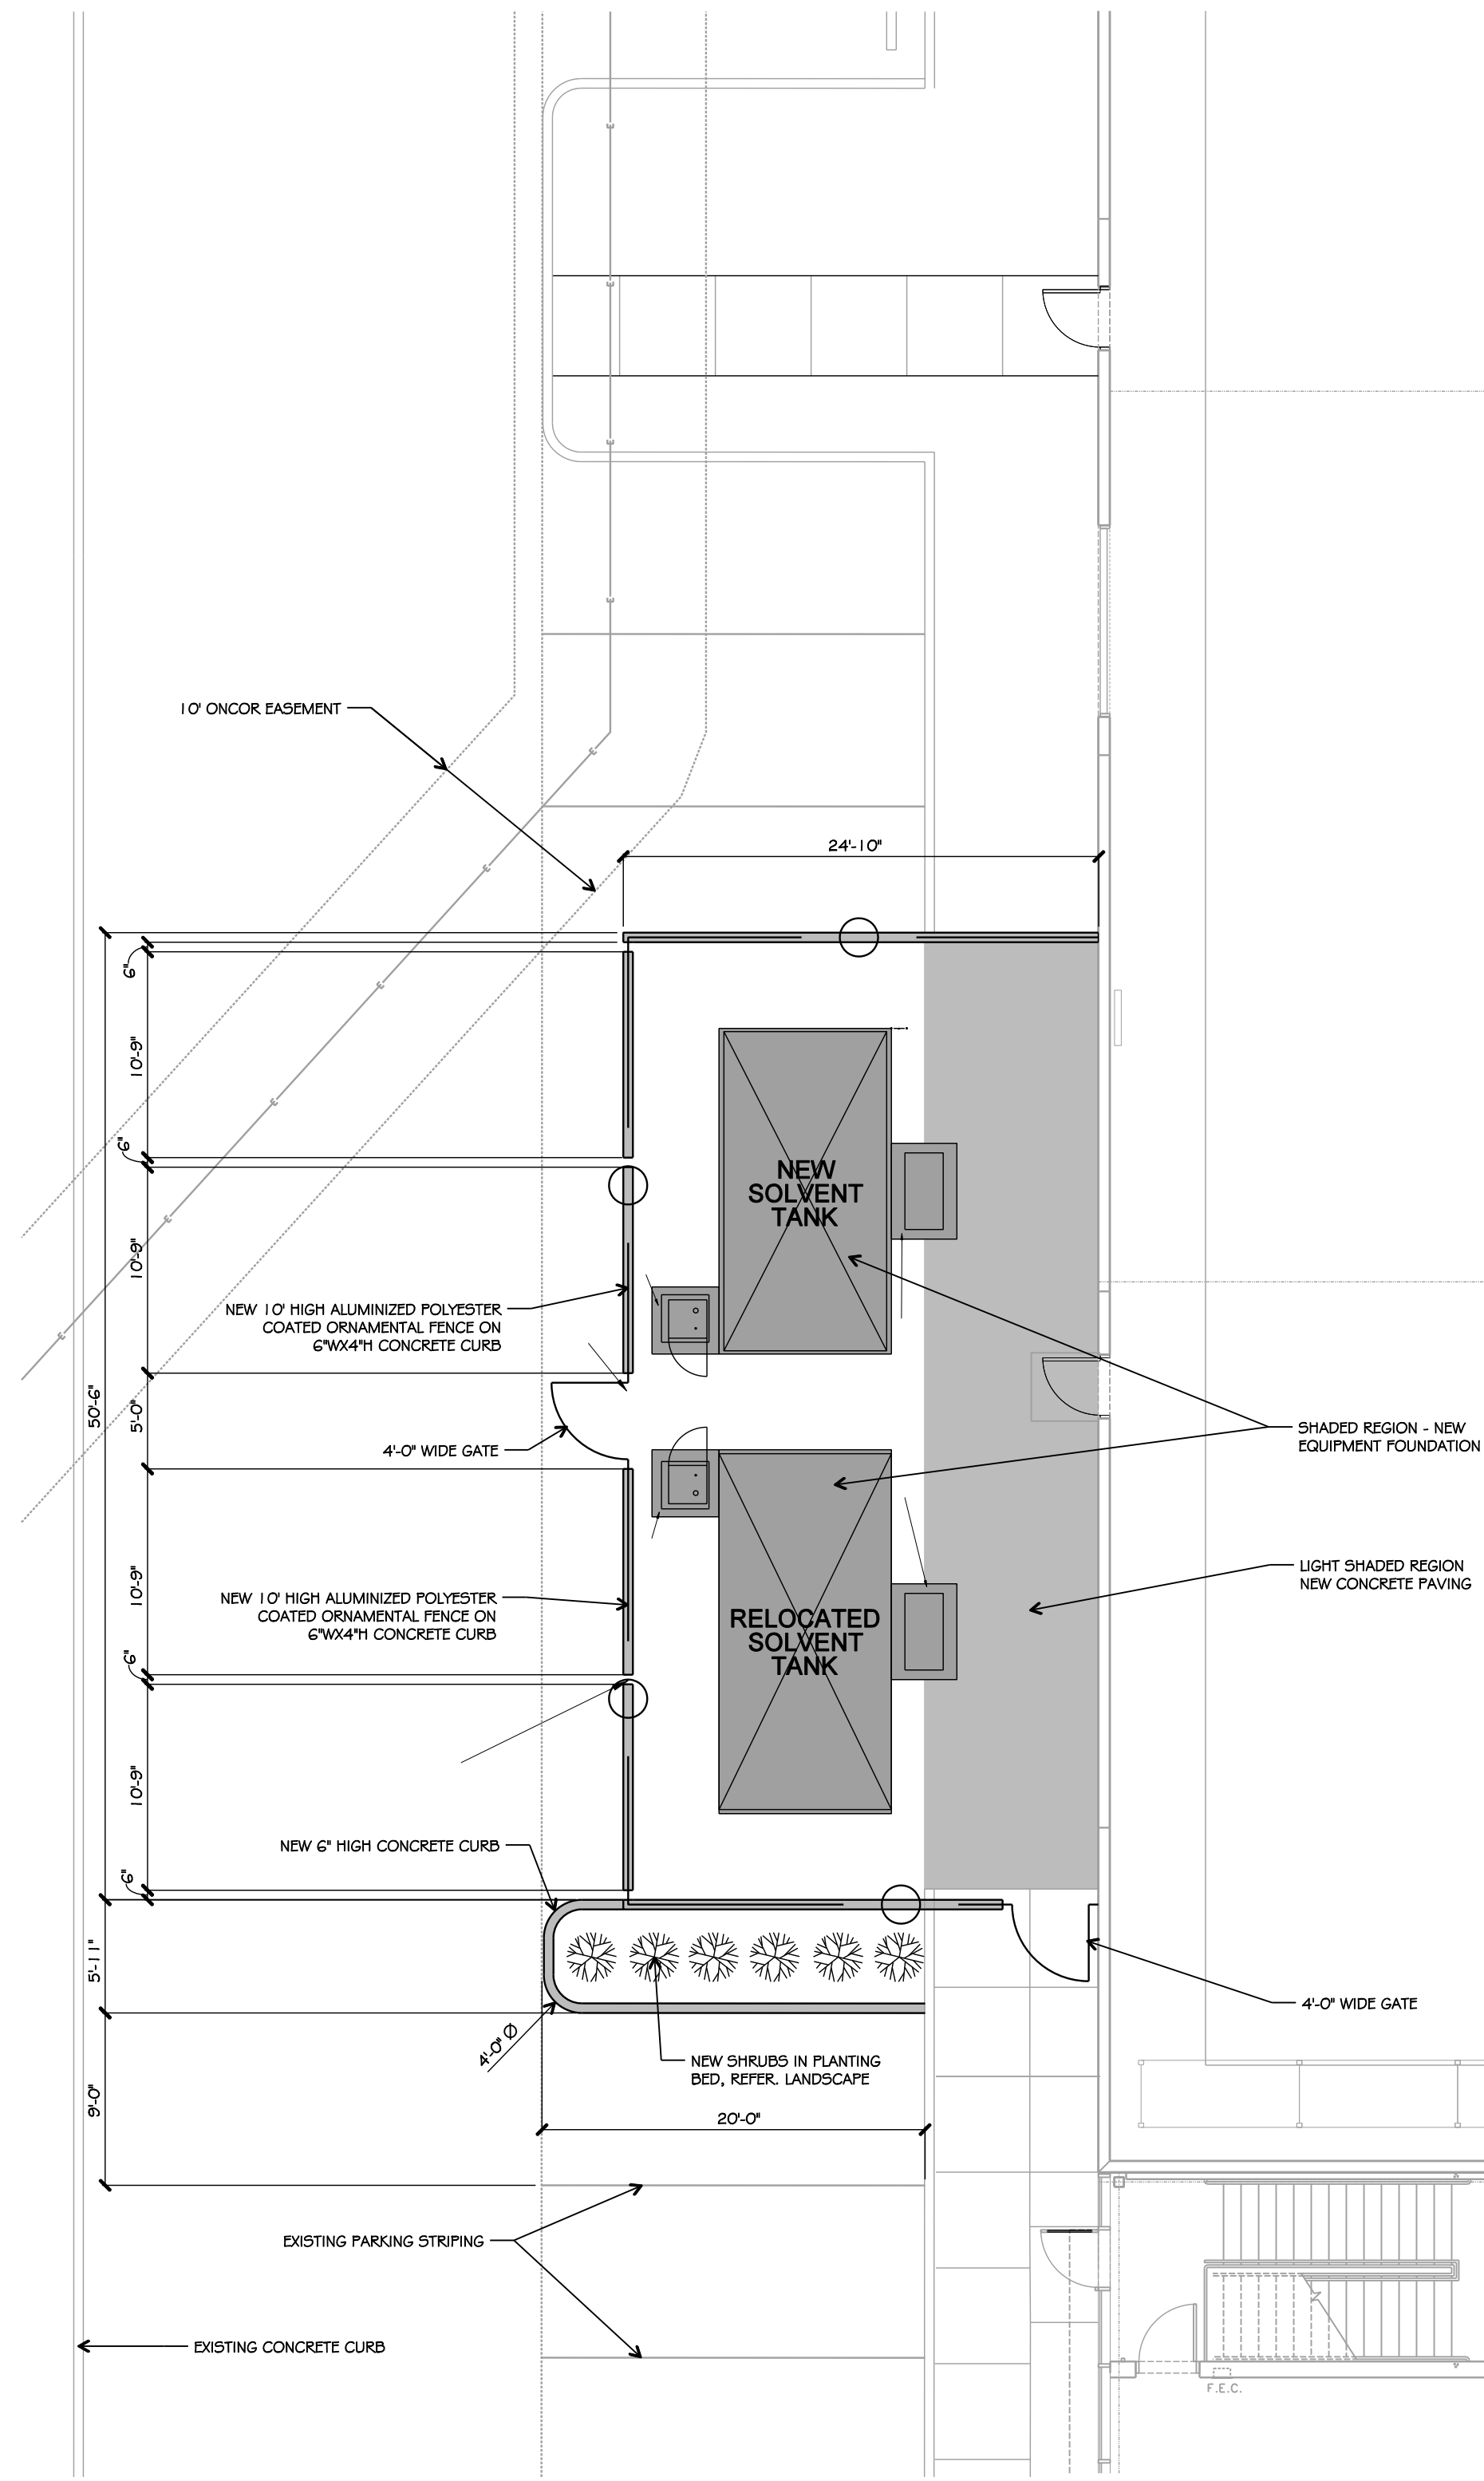 10' ONCOR EASEMENT
24'-10"
6"
10'-9"
6"
NEW
SOLVENT
TANK
10'-9"
NEW 10' HIGH ALUMINIZED POLYESTER
COATED ORNAMENTAL FENCE ON
6"WX4"H CONCRETE CURB
50'-6"
5'-0"
4'-0" WIDE GATE
SHADED REGION - NEW
EQUIPMENT FOUNDATION
10'-9"
LIGHT SHADED REGION
NEW CONCRETE PAVING
NEW 10' HIGH ALUMINIZED POLYESTER
COATED ORNAMENTAL FENCE ON
6"WX4"H CONCRETE CURB
RELOCATED
SOLVENT
TANK
6"
10'-9"
NEW 6" HIGH CONCRETE CURB
6"
5'-11"
4'-0" WIDE GATE
4'-0" Ø
NEW SHRUBS IN PLANTING
BED, REFER. LANDSCAPE
9'-0"
20'-0"
EXISTING PARKING STRIPING
EXISTING CONCRETE CURB
F.E.C.